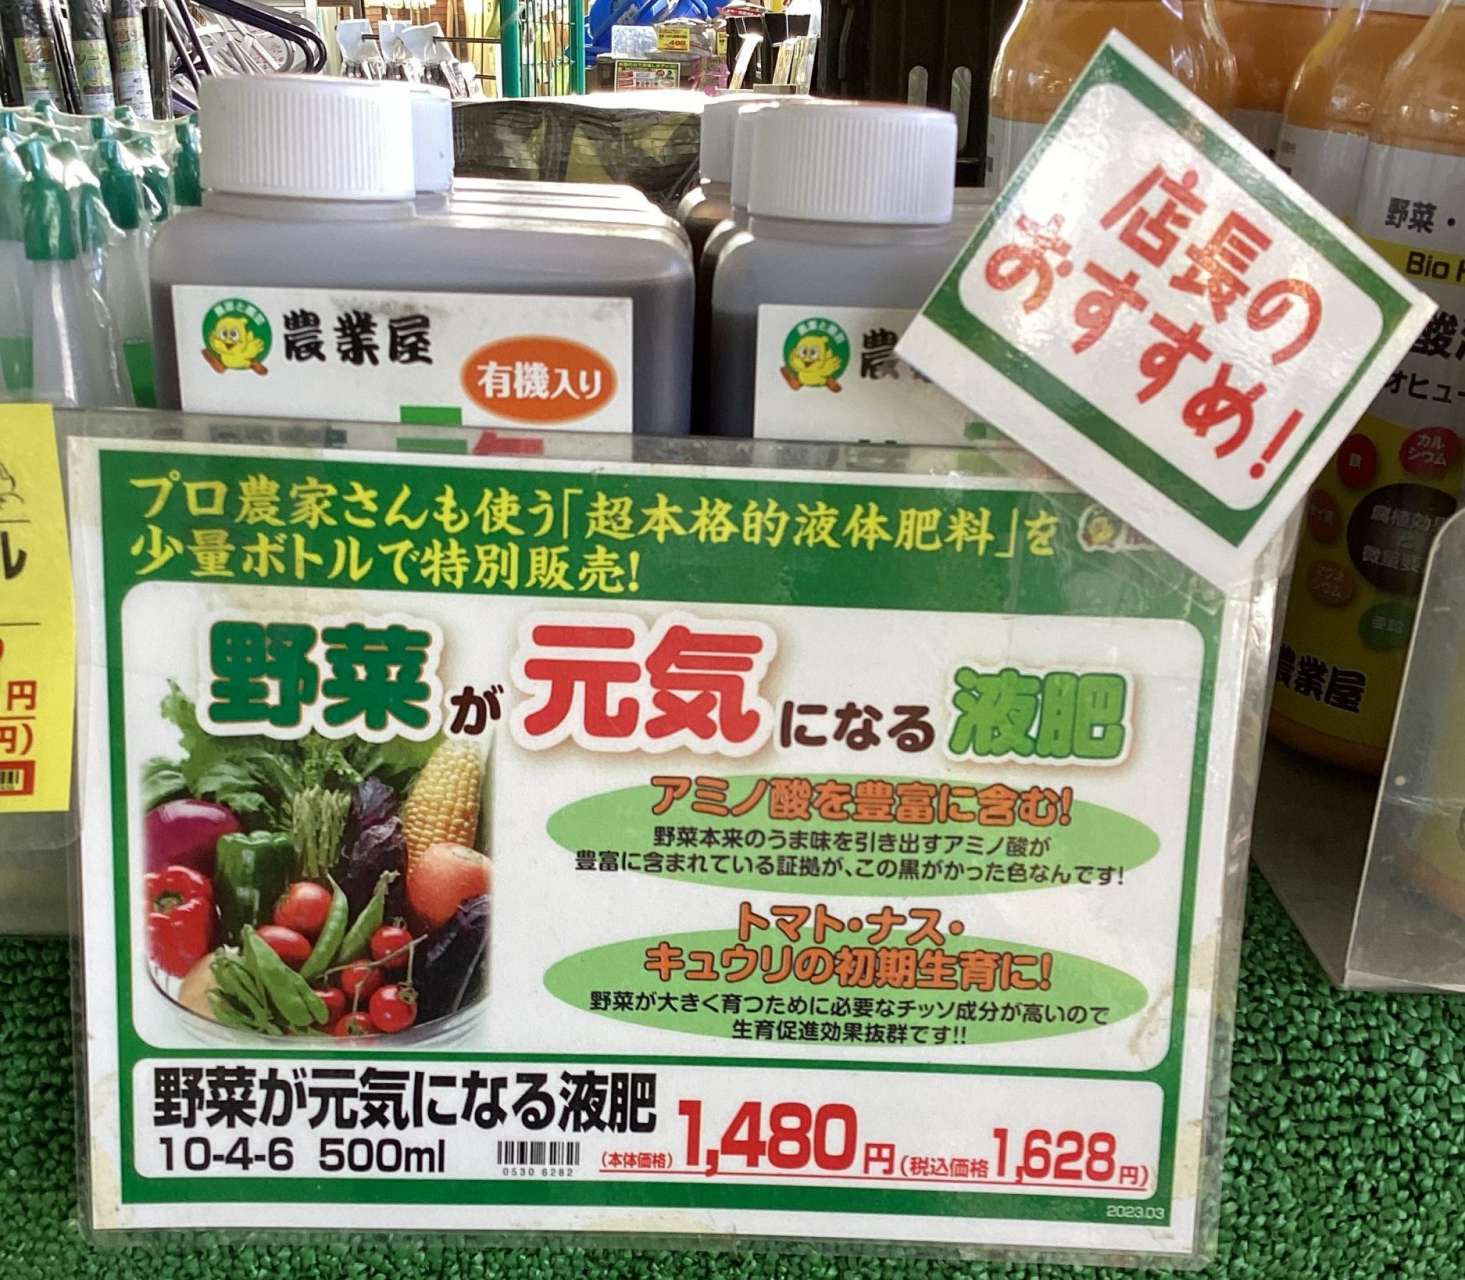 店長の
おすすめ!
農業屋
有機入り
農
野菜・
Bio
カル
シウム
鉄
農業屋
円
円)
プロ農家さんも使う「超本格的液体肥料」を
少量ボトルで特別販売!
野菜が元気になる液肥
アミノ酸を豊富に含む!
野菜本来のうま味を引き出すアミノ酸が
豊富に含まれている証拠が、この黒がかった色なんです!
トマト・ナス・
キュウリの初期生育に!
野菜が大きく育つために必要なチッソ成分が高いので
生育促進効果抜群です!!
野菜が元気になる液肥
10-4-6 500ml
0530 6282
(本体価格) 1,480円(税込価格1,628円)
2023.03